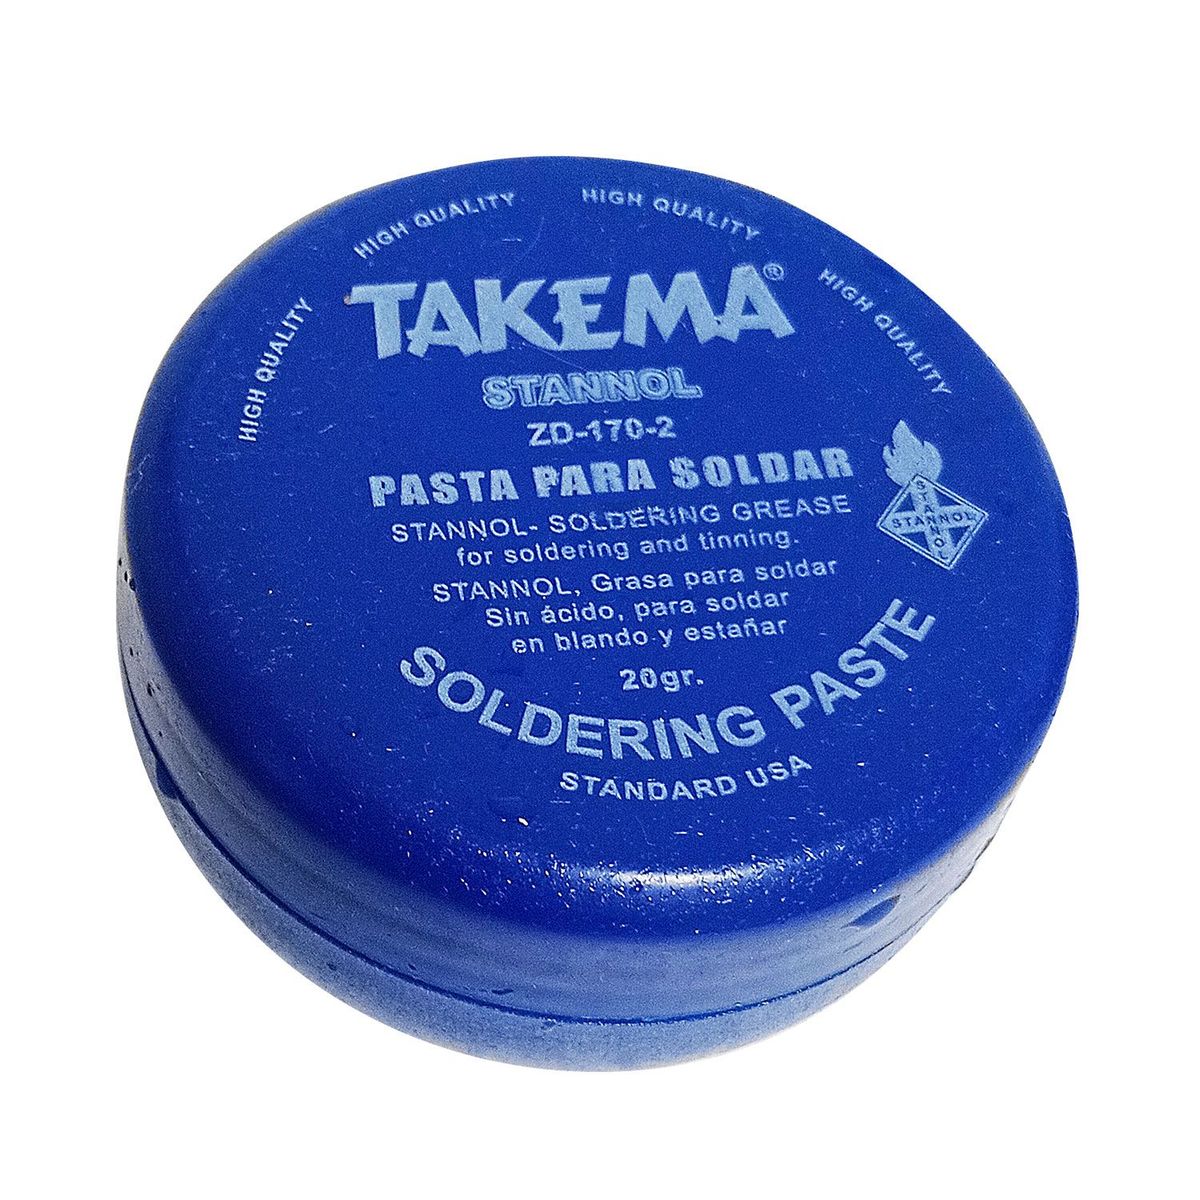 HIGH QUALITY
HIGH QUALITY
HIGH QUALITY
HIGH QUALITY
TAKEMA®
STANNOL
ZD-170-2
PASTA PARA SOLDAR
STANNOL- SOLDERING GREASE
for soldering and tinning.
STANNOL, Grasa para soldar
Sin ácido, para soldar
en blando y estañar
20gr.
SOLDERING PASTE
STANDARD USA
STANNOL
STANNOL